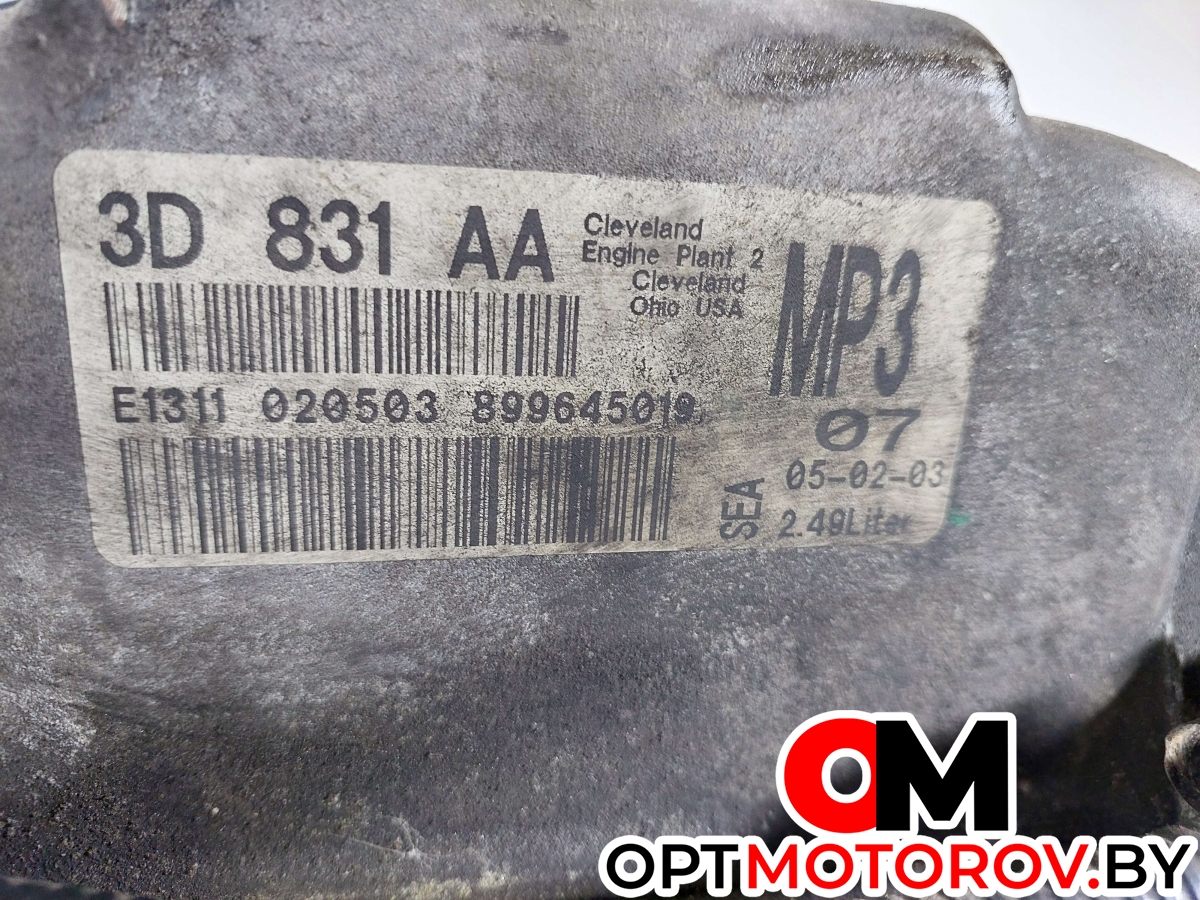 3D 831 AA
Cleveland
Engine Plant 2
Cleveland
Ohio USA
MP3
E1311 020503 899645019
07
05-02-03
SEA
2.49Liter
OM
OPTMOTOROV.BY